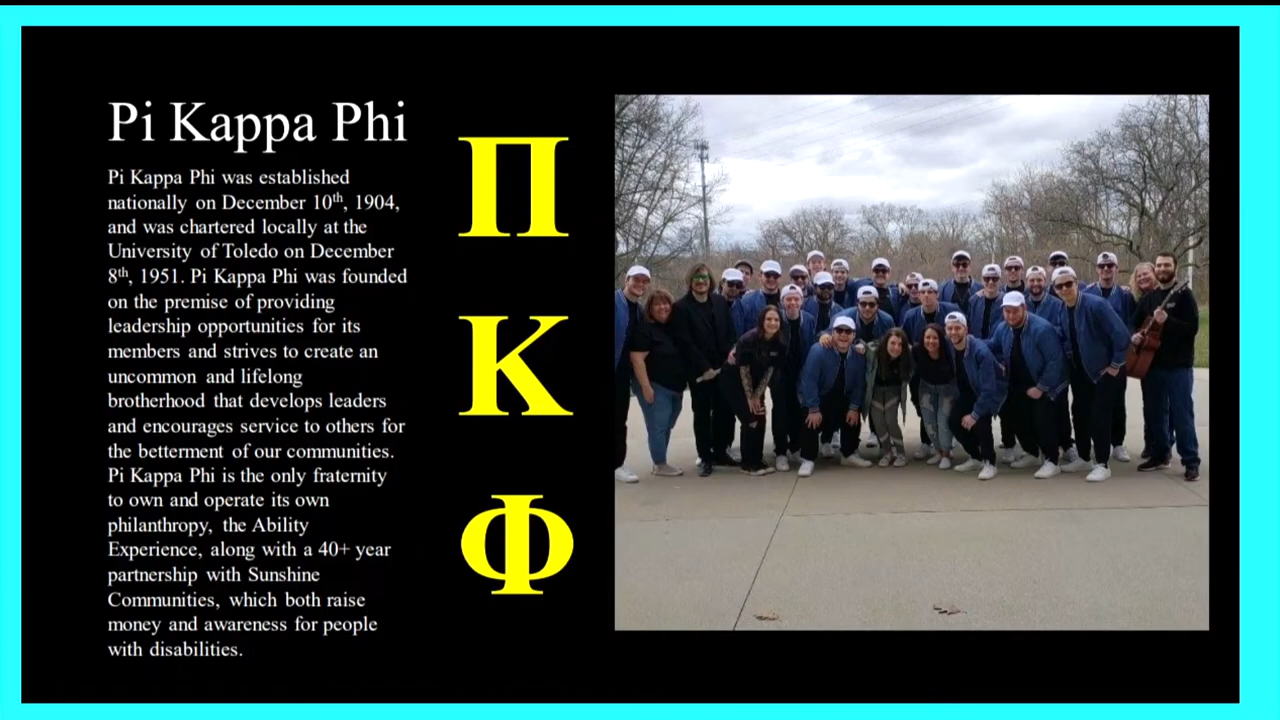 Pi Kappa Phi
Pi Kappa Phi was established
nationally on December 10th, 1904,
and was chartered locally at the
University of Toledo on December
8th, 1951. Pi Kappa Phi was founded
on the premise of providing
leadership opportunities for its
members and strives to create an
uncommon and lifelong
brotherhood that develops leaders
and encourages service to others for
the betterment of our communities.
Pi Kappa Phi is the only fraternity
to own and operate its own
philanthropy, the Ability
Experience, along with a 40+ year
partnership with Sunshine
Communities, which both raise
money and awareness for people
with disabilities.
Π
Κ
Φ